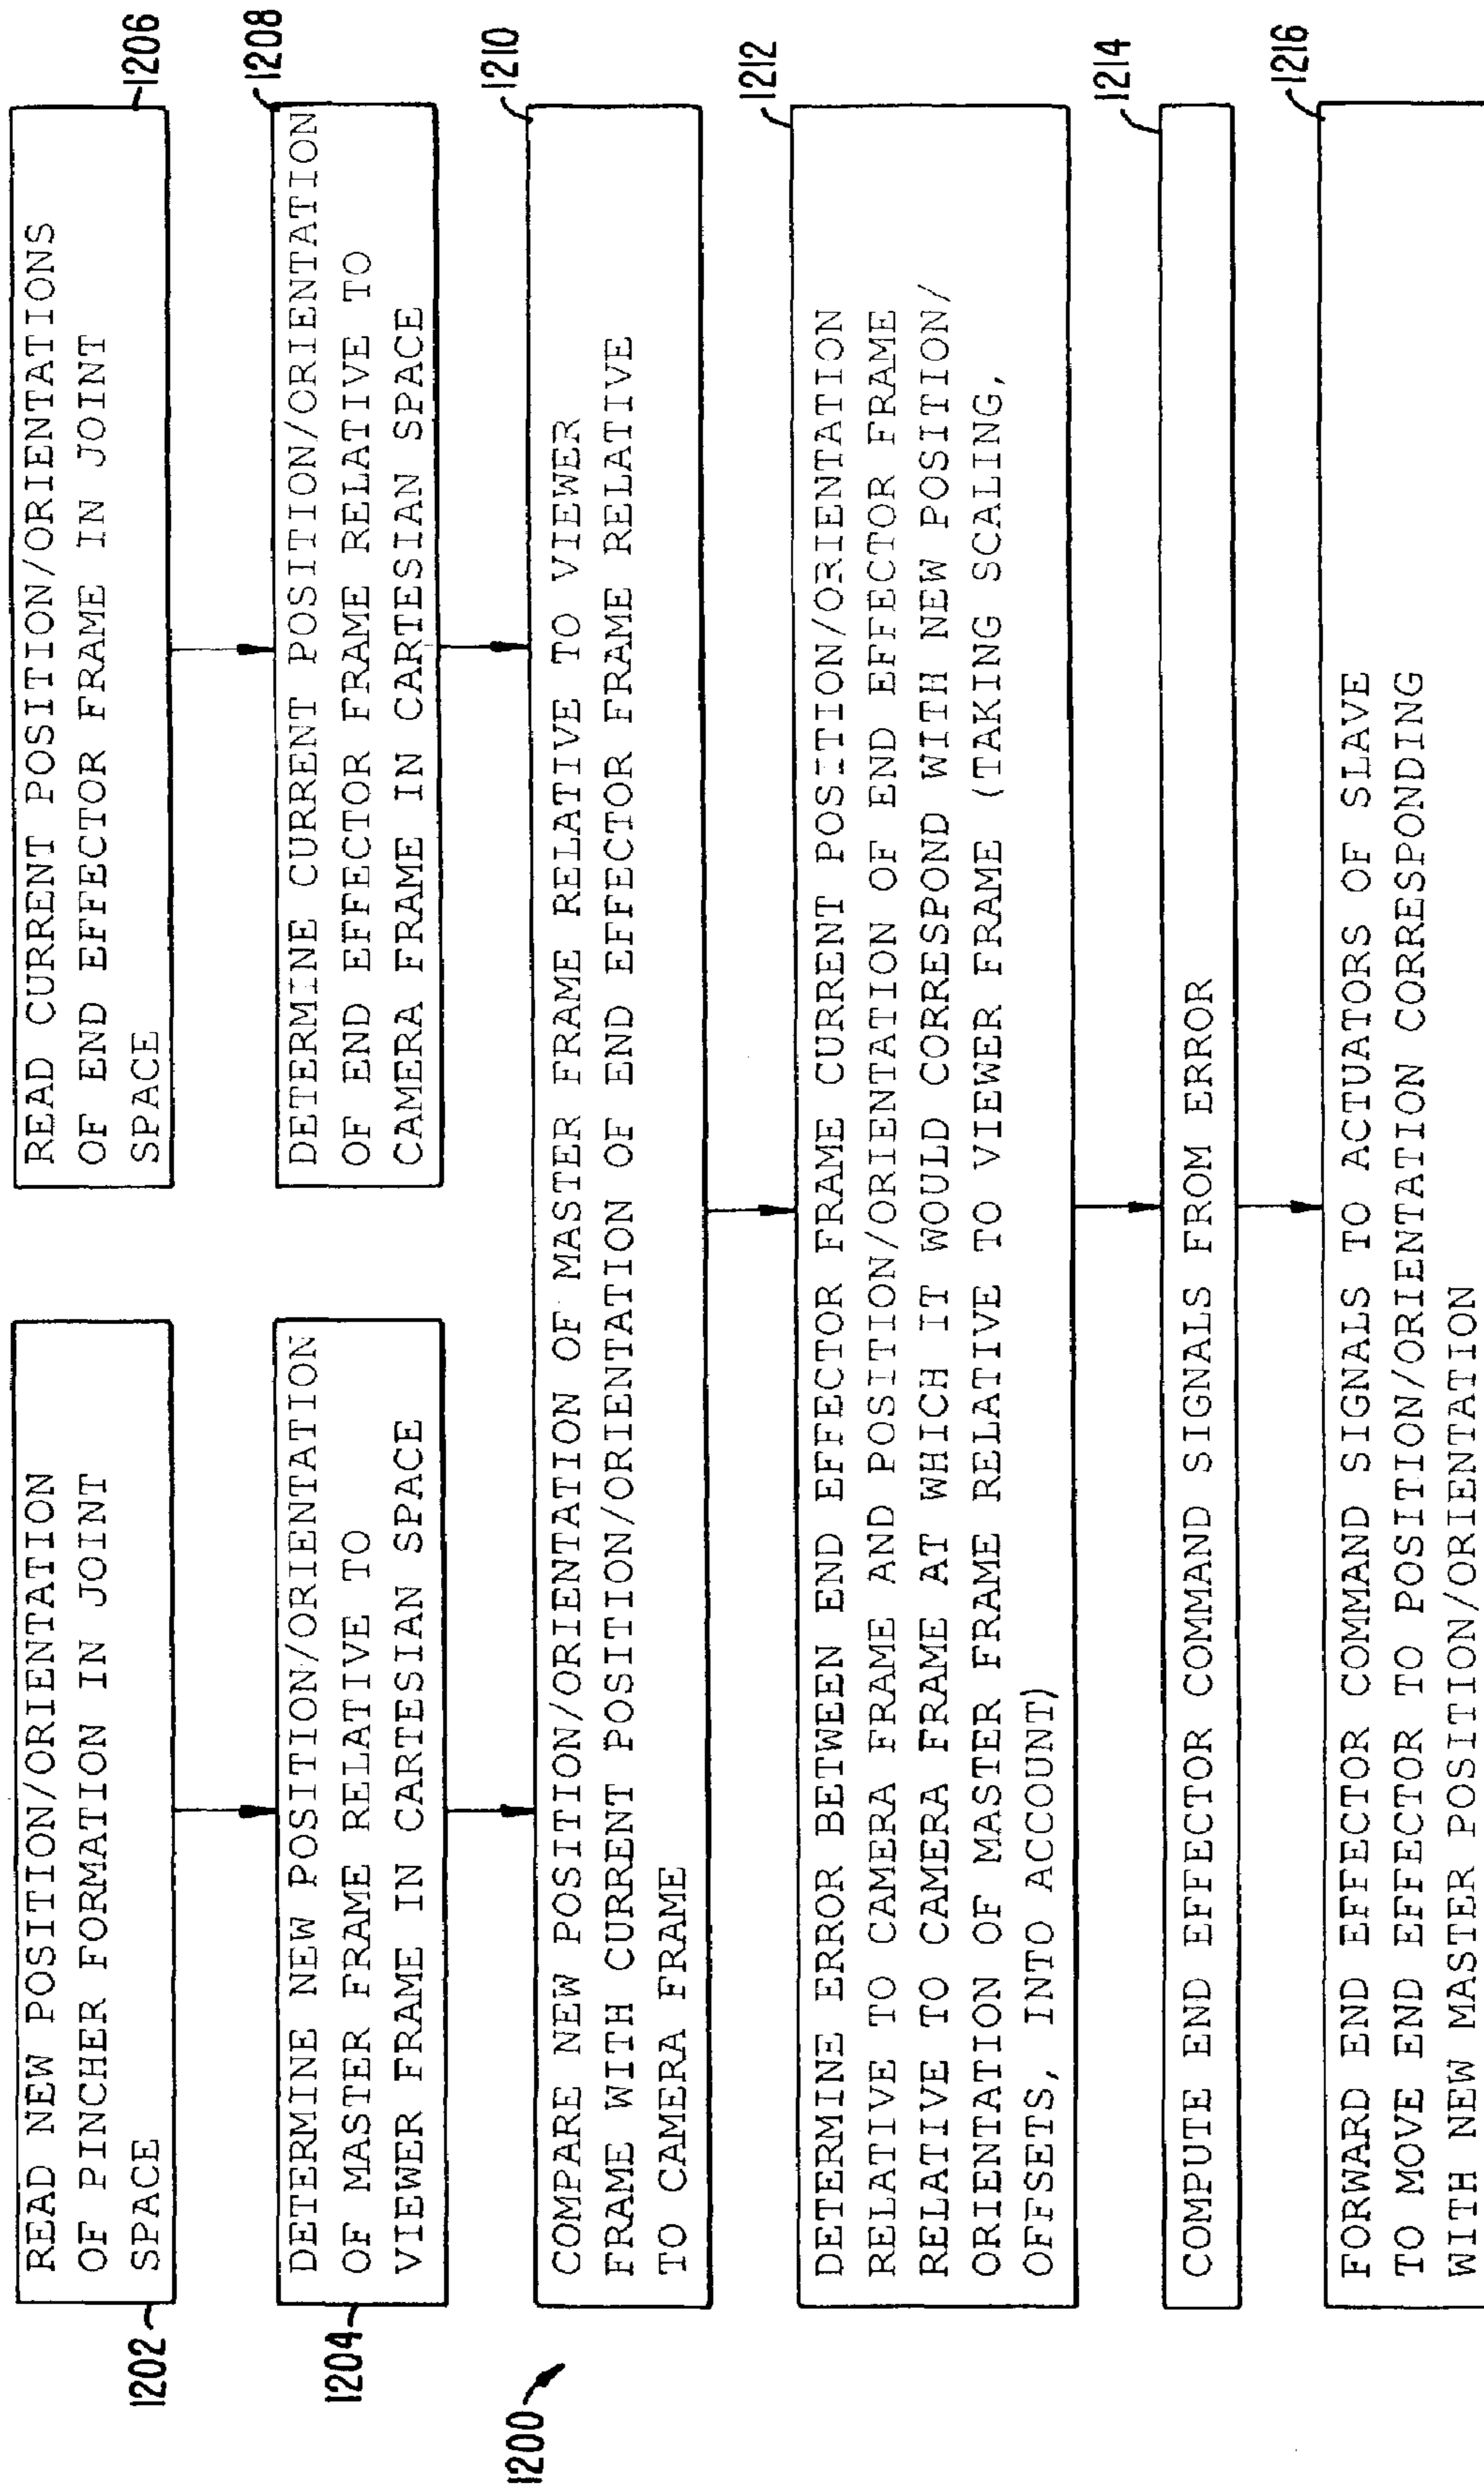 1200
1202
READ NEW POSITION/ORIENTATION
OF PINCHER FORMATION IN JOINT
SPACE
1206
READ CURRENT POSITION/ORIENTATIONS
OF END EFFECTOR FRAME IN JOINT
SPACE
1204
DETERMINE NEW POSITION/ORIENTATION
OF MASTER FRAME RELATIVE TO
VIEWER FRAME IN CARTESIAN SPACE
1208
DETERMINE CURRENT POSITION/ORIENTATION
OF END EFFECTOR FRAME RELATIVE TO
CAMERA FRAME IN CARTESIAN SPACE
1210
COMPARE NEW POSITION/ORIENTATION OF MASTER FRAME RELATIVE TO VIEWER
FRAME WITH CURRENT POSITION/ORIENTATION OF END EFFECTOR FRAME RELATIVE
TO CAMERA FRAME
1212
DETERMINE ERROR BETWEEN END EFFECTOR FRAME CURRENT POSITION/ORIENTATION
RELATIVE TO CAMERA FRAME AND POSITION/ORIENTATION OF END EFFECTOR FRAME
RELATIVE TO CAMERA FRAME AT WHICH IT WOULD CORRESPOND WITH NEW POSITION/
ORIENTATION OF MASTER FRAME RELATIVE TO VIEWER FRAME (TAKING SCALING,
OFFSETS, INTO ACCOUNT)
1214
COMPUTE END EFFECTOR COMMAND SIGNALS FROM ERROR
1216
FORWARD END EFFECTOR COMMAND SIGNALS TO ACTUATORS OF SLAVE
TO MOVE END EFFECTOR TO POSITION/ORIENTATION CORRESPONDING
WITH NEW MASTER POSITION/ORIENTATION